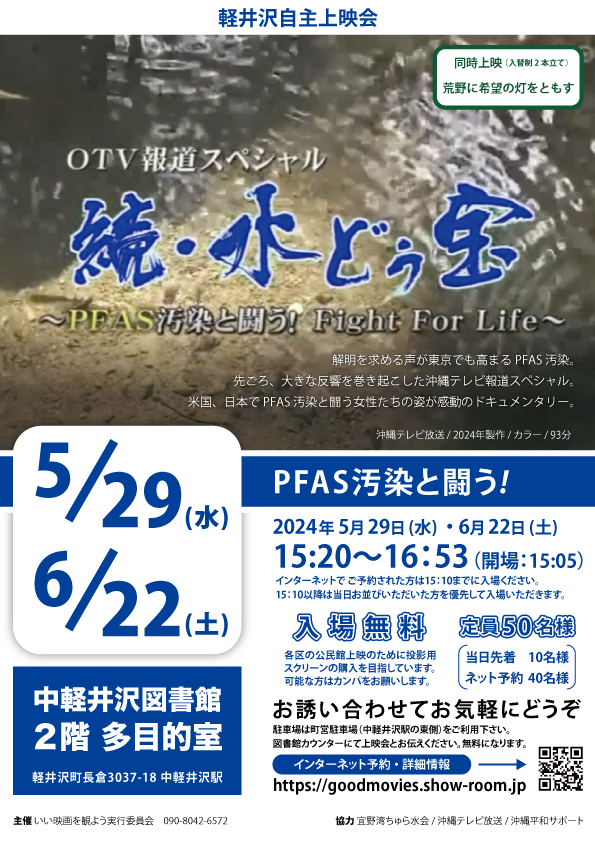 軽井沢自主上映会
同時上映（入替制２本立て）
荒野に希望の灯をともす
OTV報道スペシャル
続・水どぅ宝
～PFAS汚染と闘う! Fight For Life～
解明を求める声が東京でも高まる PFAS 汚染。
先ごろ、大きな反響を巻き起こした沖縄テレビ報道スペシャル。
米国、日本で PFAS 汚染と闘う女性たちの姿が感動のドキュメンタリー。
沖縄テレビ放送 / 2024年製作 / カラー / 93分
5/29(水)
6/22(土)
PFAS汚染と闘う!
2024年5月29日(水)・6月22日(土)
15:20～16:53（開場：15:05）
インターネットで ご予約された方は15：10までに入場ください。
15：10以降は当日お並びいただいた方を優先して入場いただきます。
入場無料
定員50名様
各区の公民館上映のために投影用
スクリーンの購入を目指しています。
可能な方はカンパをお願いします。
当日先着 10名様
ネット予約 40名様
中軽井沢図書館
２階 多目的室
軽井沢町長倉3037-18 中軽井沢駅
お誘い合わせてお気軽にどうぞ
駐車場は町営駐車場（中軽井沢駅の東側）をご利用下さい。
図書館カウンターにて上映会とお伝えください。無料になります。
インターネット予約・詳細情報
https://goodmovies.show-room.jp
主催 いい映画を観よう実行委員会 090-8042-6572
協力 宜野湾ちゅら水会 / 沖縄テレビ放送 / 沖縄平和サポート